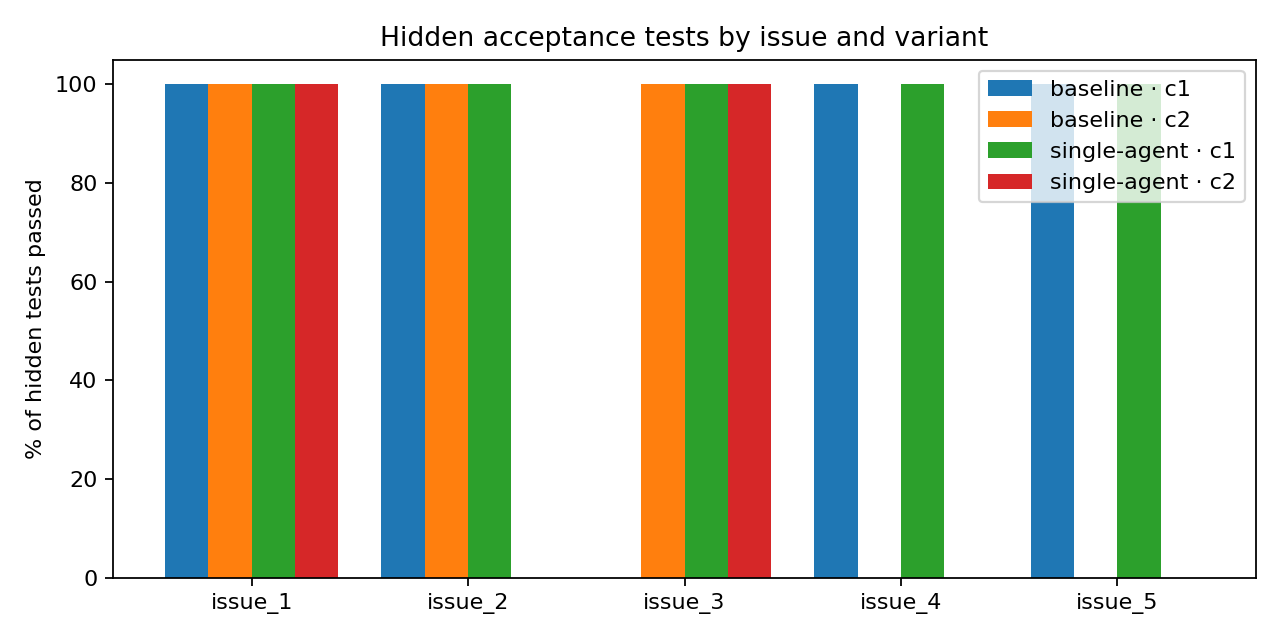 Hidden acceptance tests by issue and variant
% of hidden tests passed
100
80
60
40
20
0
issue_1
issue_2
issue_3
issue_4
issue_5
baseline · c1
baseline · c2
single-agent · c1
single-agent · c2